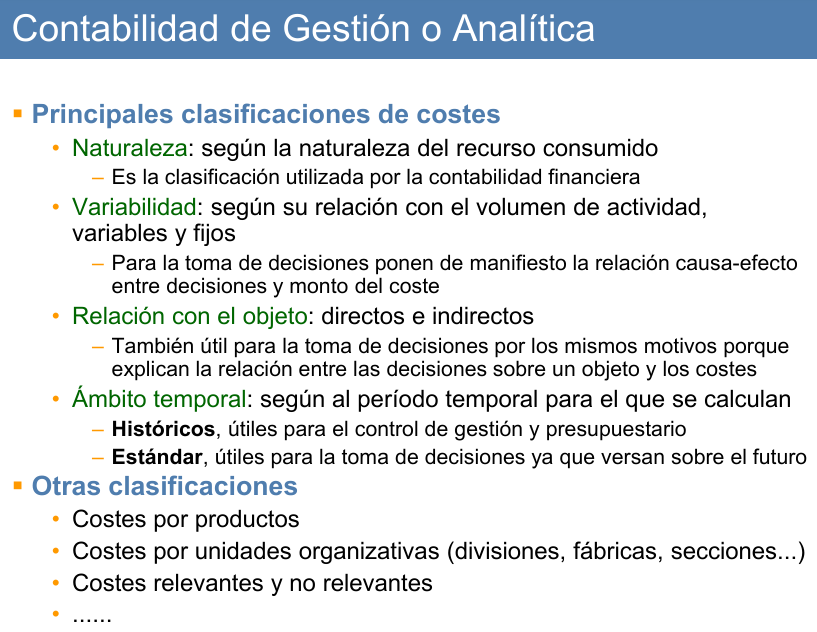 Contabilidad de Gestión o Analítica
▪ Principales clasificaciones de costes
• Naturaleza: según la naturaleza del recurso consumido
– Es la clasificación utilizada por la contabilidad financiera
• Variabilidad: según su relación con el volumen de actividad,
variables y fijos
– Para la toma de decisiones ponen de manifiesto la relación causa-efecto
entre decisiones y monto del coste
• Relación con el objeto: directos e indirectos
– También útil para la toma de decisiones por los mismos motivos porque
explican la relación entre las decisiones sobre un objeto y los costes
• Ámbito temporal: según al período temporal para el que se calculan
– Históricos, útiles para el control de gestión y presupuestario
– Estándar, útiles para la toma de decisiones ya que versan sobre el futuro
▪ Otras clasificaciones
• Costes por productos
• Costes por unidades organizativas (divisiones, fábricas, secciones...)
• Costes relevantes y no relevantes
• ......